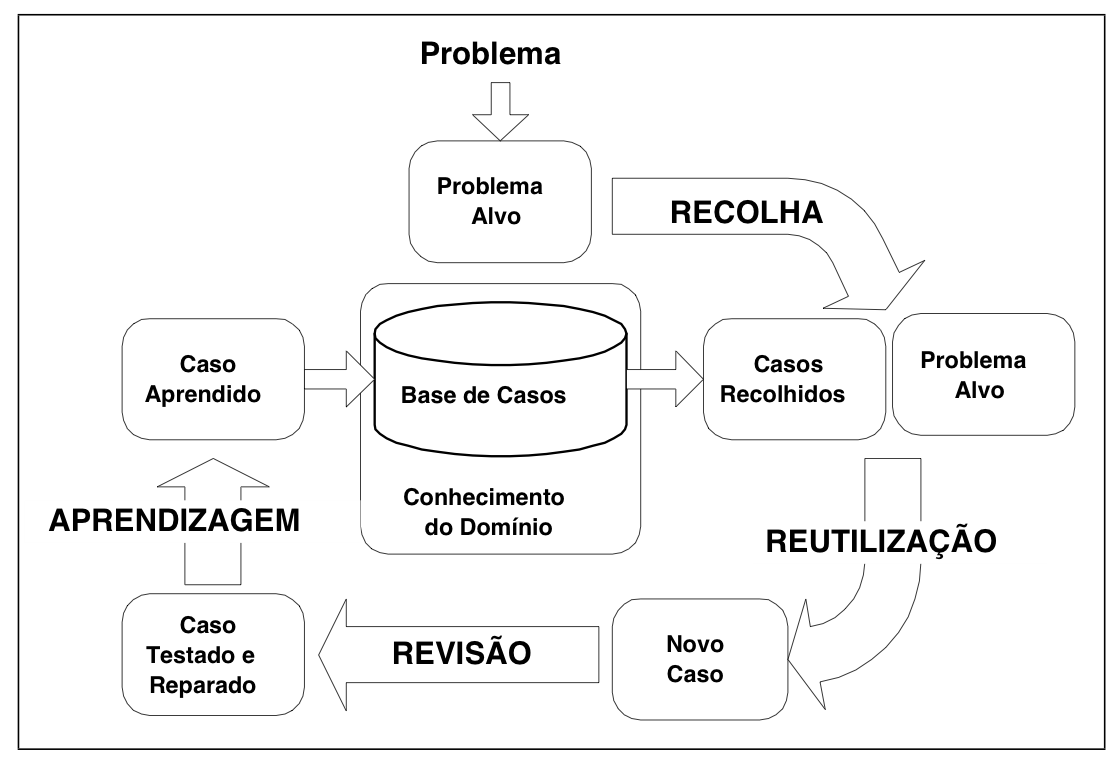 Problema
Problema
Alvo
RECOLHA
Caso
Aprendido
Base de Casos
Casos
Recolhidos
Problema
Alvo
Conhecimento
do Domínio
APRENDIZAGEM
REUTILIZAÇÃO
Caso
Testado e
Reparado
REVISÃO
Novo
Caso